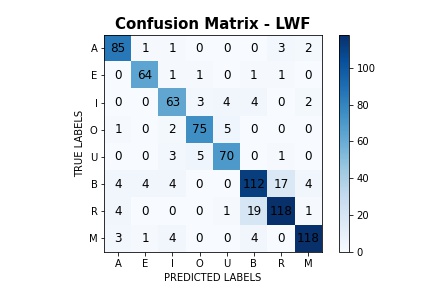 Confusion Matrix - LWF
TRUE LABELS
A 85 1 1 0 0 0 3 2
E 0 64 1 1 0 1 1 0
I 0 0 63 3 4 4 0 2
O 1 0 2 75 5 0 0 0
U 0 0 3 5 70 0 1 0
B 4 4 4 0 0 112 17 4
R 4 0 0 0 1 19 118 1
M 3 1 4 0 0 4 0 118
A E I O U B R M
PREDICTED LABELS
100
80
60
40
20
0